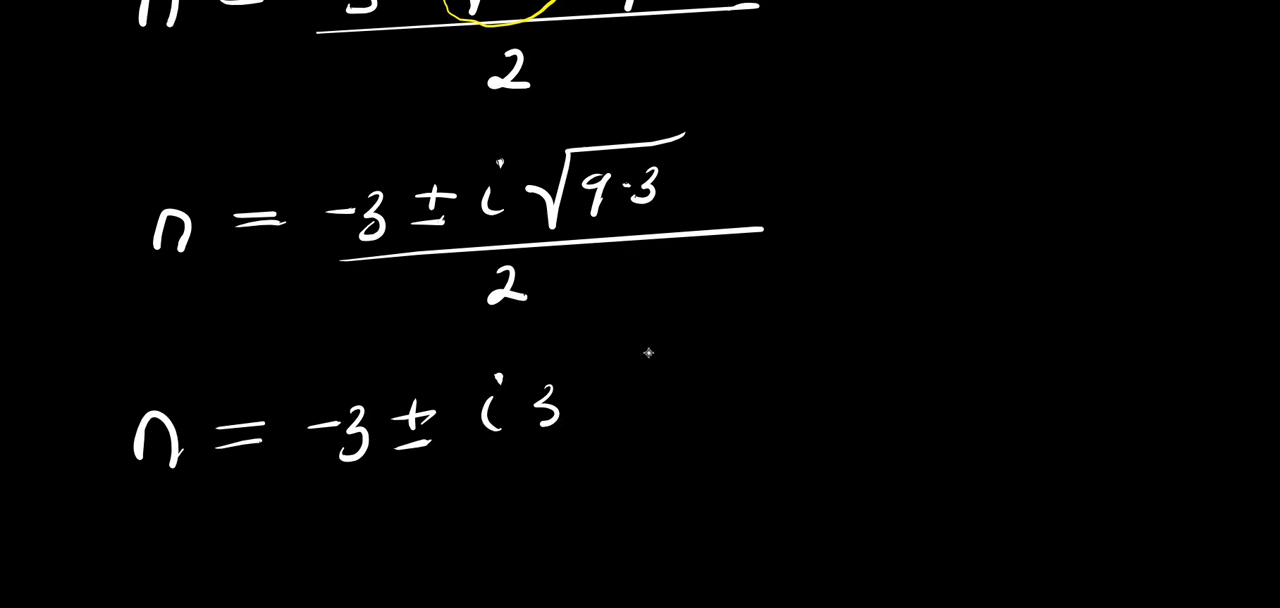 n =
2
n = -3 ± i √9·3
2
n = -3 ± i 3